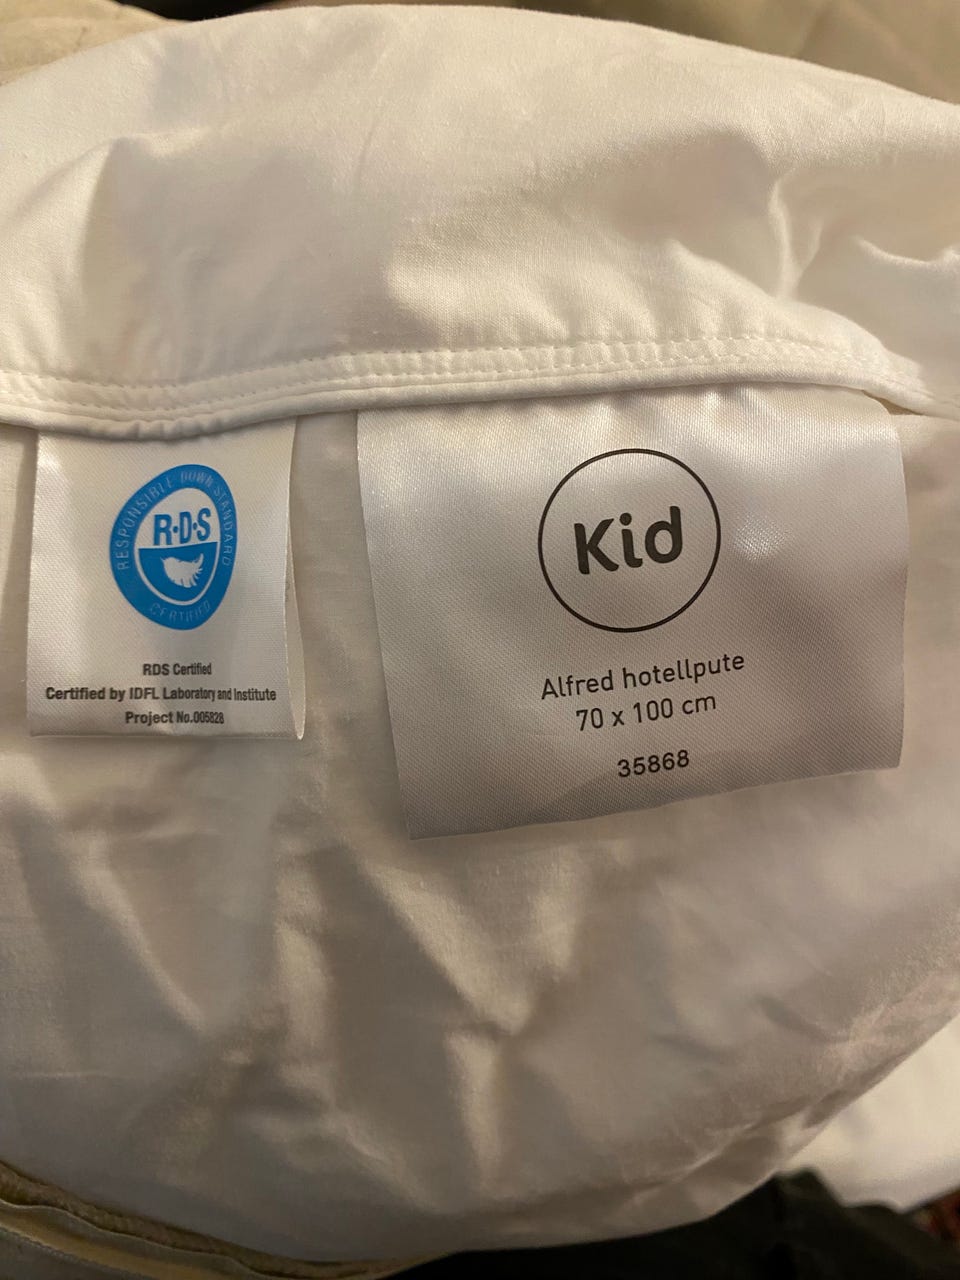 RESPONSIBLE DOWN STANDARD
R·D·S
CERTIFIED
RDS Certified
Certified by IDFL Laboratory and Institute
Project No.005828
Kid
Alfred hotellpute
70 x 100 cm
35868